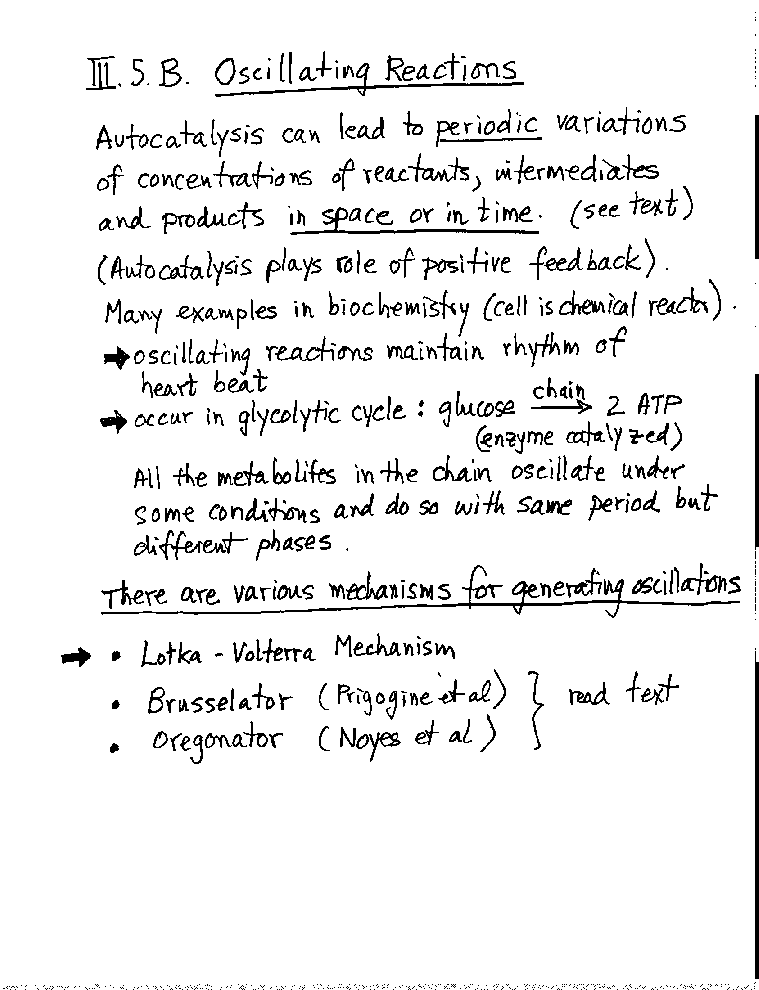 III. 5. B. Oscillating Reactions
Autocatalysis can lead to periodic variations
of concentrations of reactants, intermediates
and products in space or in time. (see text)
(Autocatalysis plays role of positive feedback).
Many examples in biochemistry (cell is chemical reactor).
➡ oscillating reactions maintain rhythm of
heart beat
➡ occur in glycolytic cycle : glucose chain → 2 ATP
(enzyme catalyzed)
All the metabolites in the chain oscillate under
some conditions and do so with same period but
different phases.
There are various mechanisms for generating oscillations
➡ • Lotka - Volterra Mechanism
• Brusselator (Prigogine et al) } read text
• Oregonator (Noyes et al)